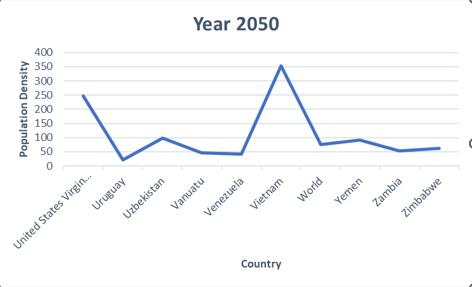 Year 2050
Population Density
400
350
300
250
200
150
100
50
0
United States Virgin...
Uruguay
Uzbekistan
Vanuatu
Venezuela
Vietnam
World
Yemen
Zambia
Zimbabwe
Country